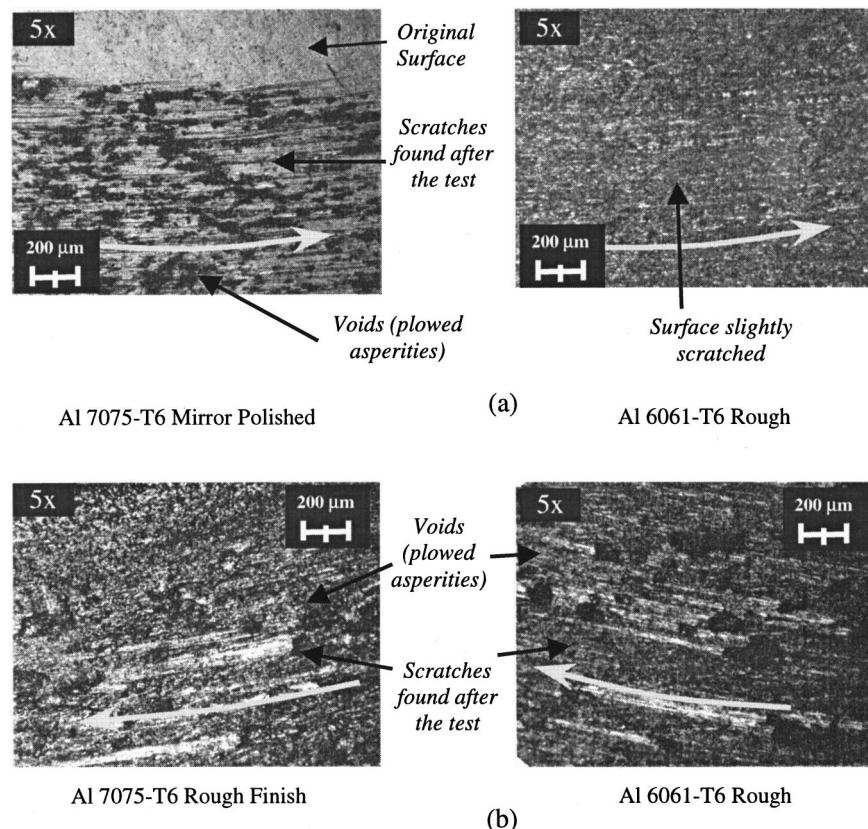 5x
Original
Surface
Scratches
found after
the test
200 µm
Voids (plowed
asperities)
Al 7075-T6 Mirror Polished
5x
200 µm
Surface slightly
scratched
Al 6061-T6 Rough
(a)
5x
200 µm
Voids
(plowed
asperities)
Scratches
found after
the test
Al 7075-T6 Rough Finish
5x
200 µm
Al 6061-T6 Rough
(b)